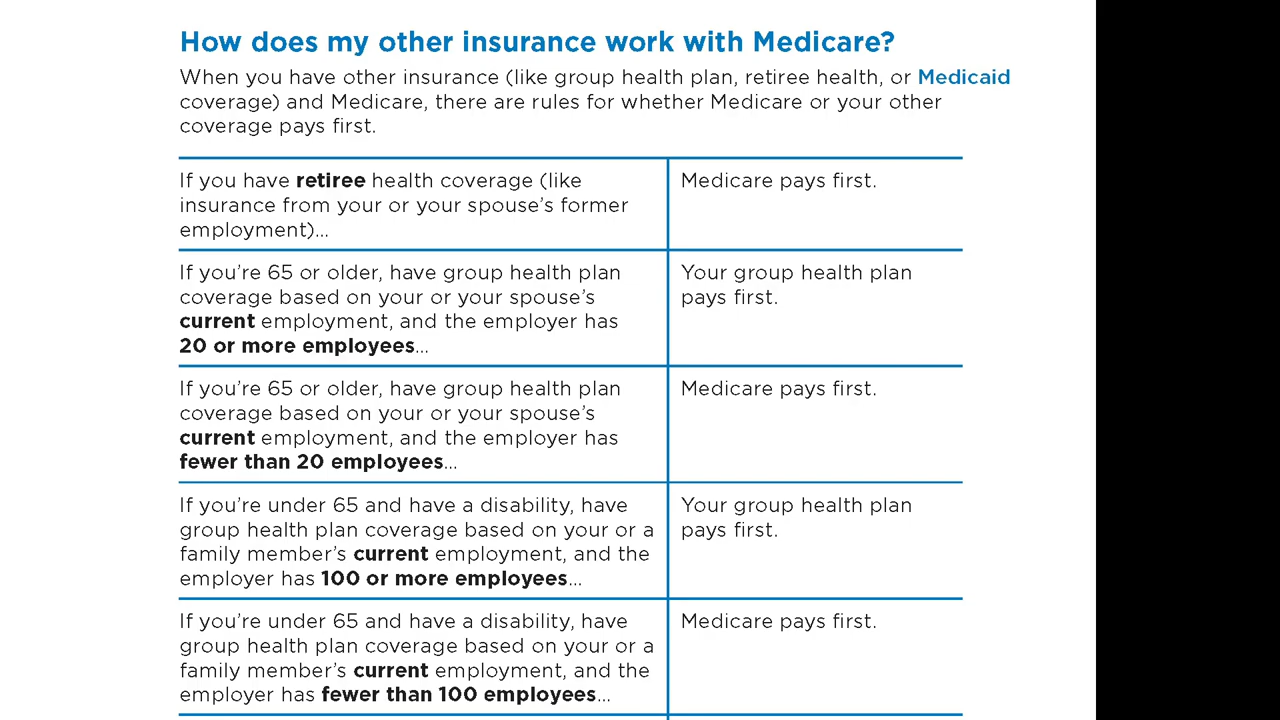 How does my other insurance work with Medicare?
When you have other insurance (like group health plan, retiree health, or Medicaid
coverage) and Medicare, there are rules for whether Medicare or your other
coverage pays first.
If you have retiree health coverage (like
insurance from your or your spouse's former
employment)...
Medicare pays first.
If you're 65 or older, have group health plan
coverage based on your or your spouse's
current employment, and the employer has
20 or more employees...
Your group health plan
pays first.
If you're 65 or older, have group health plan
coverage based on your or your spouse's
current employment, and the employer has
fewer than 20 employees...
Medicare pays first.
If you're under 65 and have a disability, have
group health plan coverage based on your or a
family member's current employment, and the
employer has 100 or more employees...
Your group health plan
pays first.
If you're under 65 and have a disability, have
group health plan coverage based on your or a
family member's current employment, and the
employer has fewer than 100 employees...
Medicare pays first.